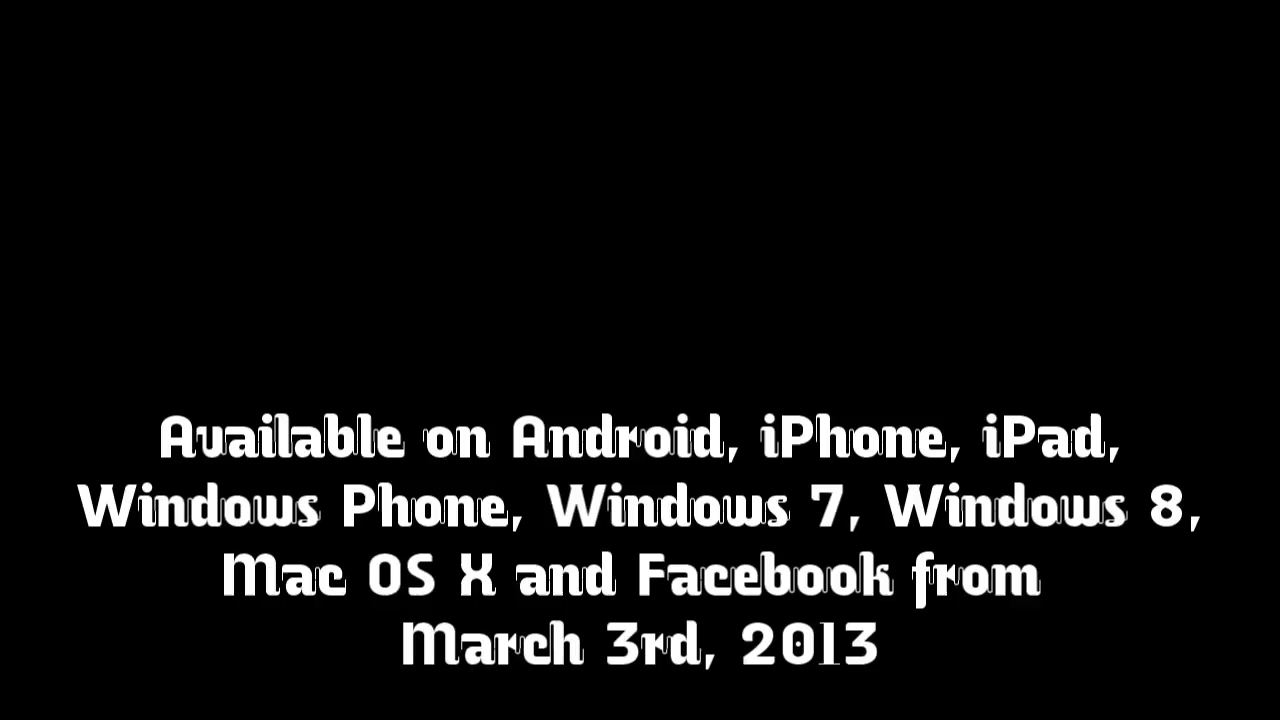 Available on Android, iPhone, iPad,
Windows Phone, Windows 7, Windows 8,
Mac OS X and Facebook from
March 3rd, 2013